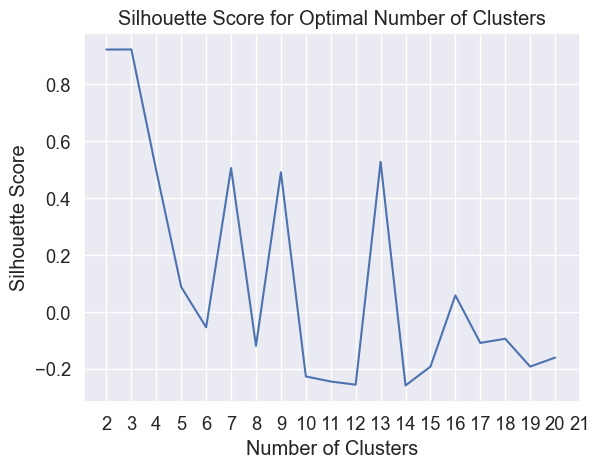 Silhouette Score for Optimal Number of Clusters
0.8
0.6
0.4
0.2
0.0
−0.2
Silhouette Score
2 3 4 5 6 7 8 9 10 11 12 13 14 15 16 17 18 19 20 21
Number of Clusters